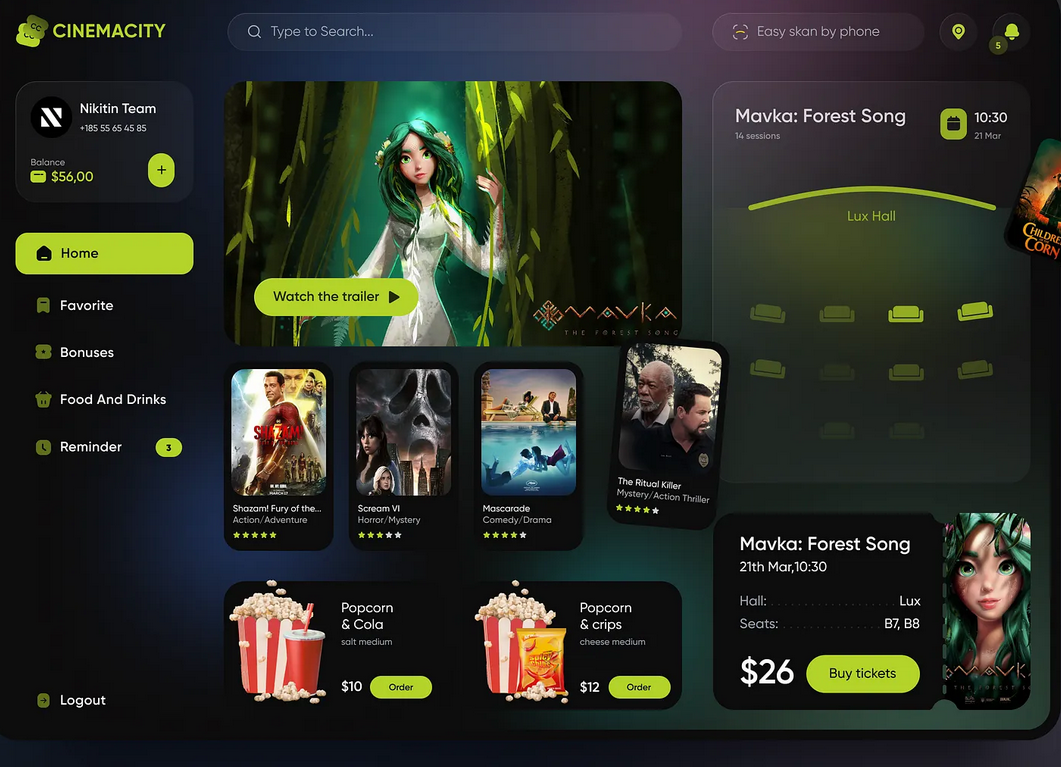 CINEMACITY
Type to Search...
Easy skan by phone
5
Nikitin Team
+185 55 65 45 85
Balance
$56,00
+
Home
Favorite
Bonuses
Food And Drinks
Reminder
3
Logout
Watch the trailer
MAVKA
THE FOREST SONG
Mavka: Forest Song
14 sessions
10:30
21 Mar
Lux Hall
CHILDRE
CORN
SHAZAM!
Shazam! Fury of the...
Action/Adventure
Scream VI
Horror/Mystery
Mascarade
Comedy/Drama
The Ritual Killer
Mystery/Action Thriller
Popcorn
& Cola
salt medium
$10
Order
Popcorn
& crips
cheese medium
$12
Order
Mavka: Forest Song
21th Mar,10:30
Hall: Lux
Seats: B7, B8
$26
Buy tickets